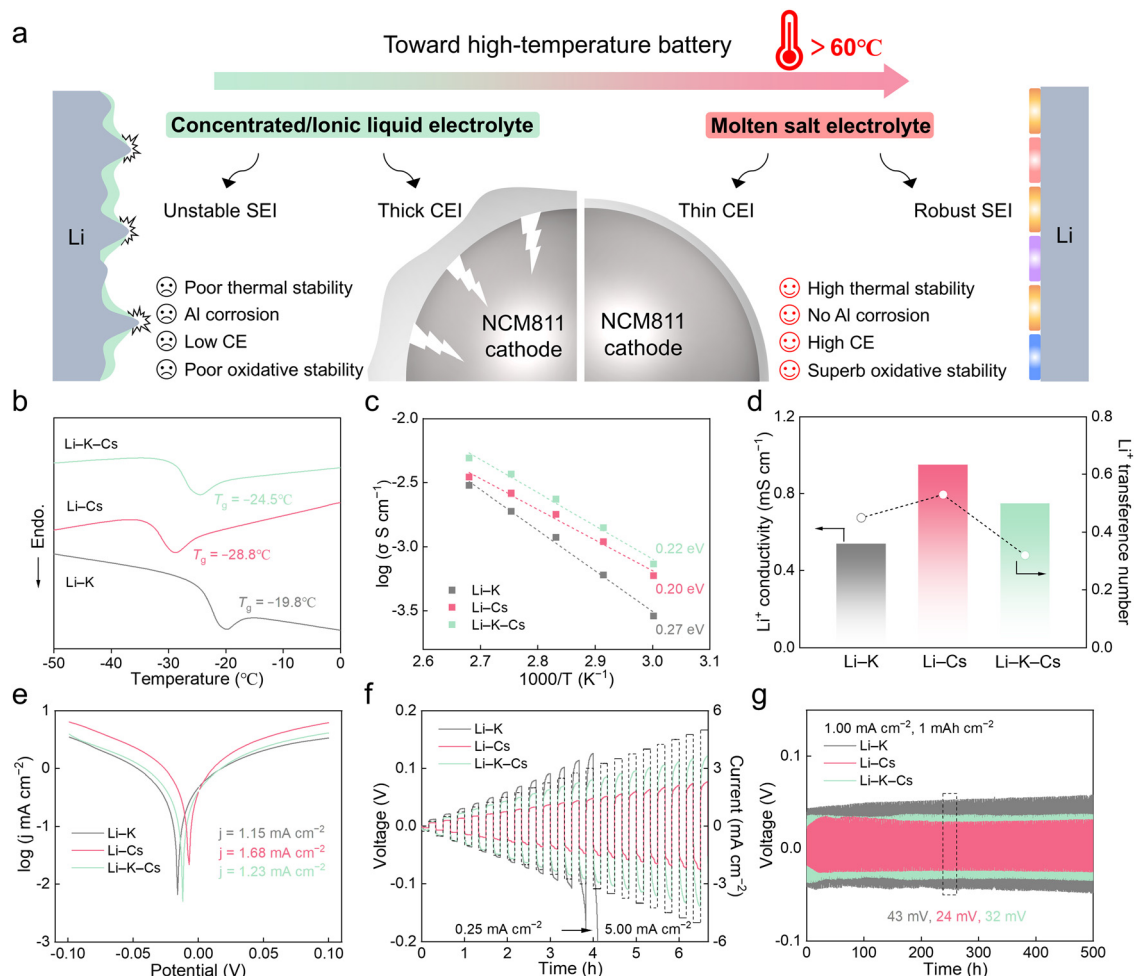 a
Toward high-temperature battery
> 60℃
Concentrated/Ionic liquid electrolyte
Molten salt electrolyte
Unstable SEI
Thick CEI
Thin CEI
Robust SEI
Li
Li
Poor thermal stability
Al corrosion
Low CE
Poor oxidative stability
NCM811
cathode
NCM811
cathode
High thermal stability
No Al corrosion
High CE
Superb oxidative stability
b
Endo.
Li–K–Cs
Tg = −24.5℃
Li–Cs
Tg = −28.8℃
Li–K
Tg = −19.8℃
-50 -40 -30 -20 -10 0
Temperature (℃)
c
log (σ S cm−1)
-2.0
-2.5
-3.0
-3.5
0.22 eV
0.20 eV
0.27 eV
Li–K
Li–Cs
Li–K–Cs
2.6 2.7 2.8 2.9 3.0 3.1
1000/T (K−1)
d
Li+ conductivity (mS cm−1)
1.2
0.8
0.4
0.0
Li+ transference number
0.8
0.6
0.4
0.2
0.0
Li–K Li–Cs Li–K–Cs
e
log (j mA cm−2)
1
0
-1
-2
-3
Li–K
Li–Cs
Li–K–Cs
j = 1.15 mA cm−2
j = 1.68 mA cm−2
j = 1.23 mA cm−2
-0.10 -0.05 0.00 0.05 0.10
Potential (V)
f
Voltage (V)
0.2
0.1
0.0
-0.1
-0.2
Li–K
Li–Cs
Li–K–Cs
0.25 mA cm−2
5.00 mA cm−2
Current (mA cm−2)
6
3
0
-3
-6
0 1 2 3 4 5 6
Time (h)
g
Voltage (V)
0.1
0.0
-0.1
1.00 mA cm−2, 1 mAh cm−2
Li–K
Li–Cs
Li–K–Cs
43 mV, 24 mV, 32 mV
0 100 200 300 400 500
Time (h)